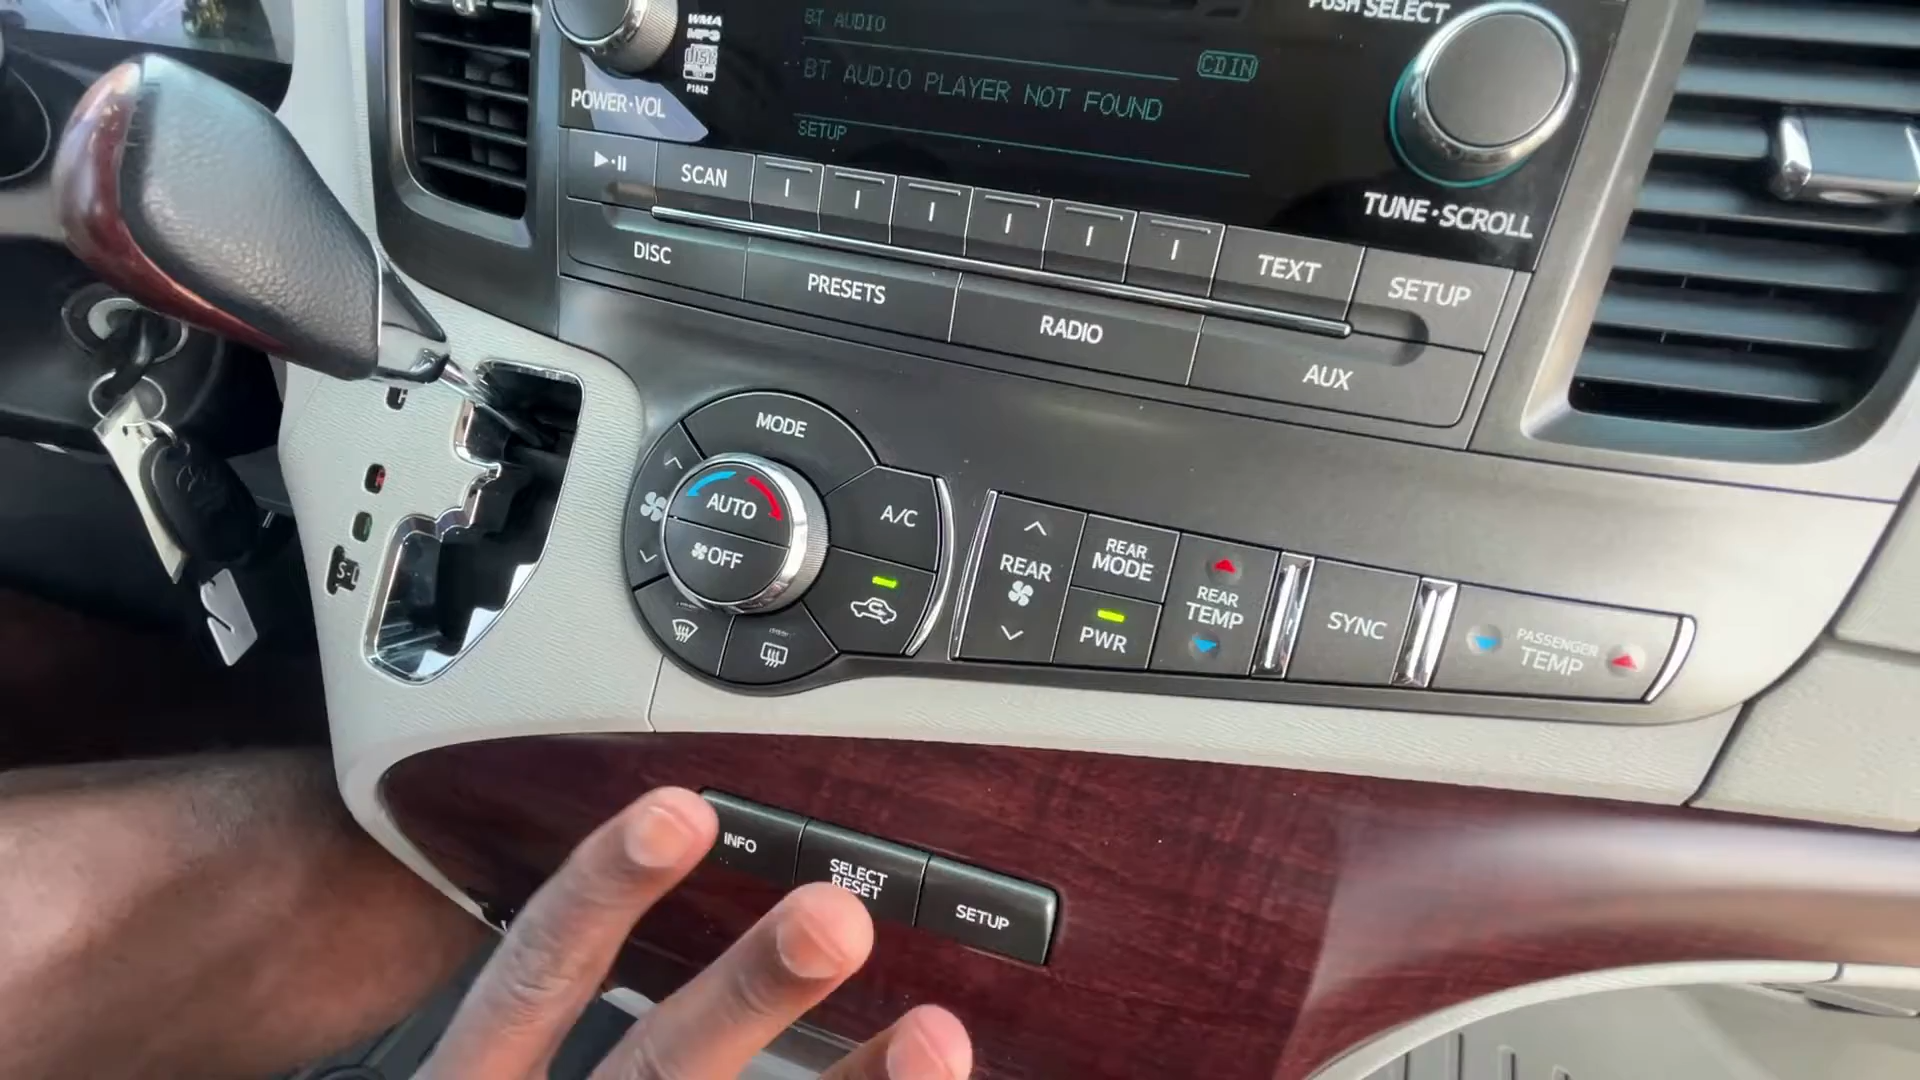 BT AUDIO
PUSH SELECT
WMA
MP3
disc
P1842
CD IN
BT AUDIO PLAYER NOT FOUND
POWER·VOL
SETUP
SCAN
TUNE·SCROLL
DISC
PRESETS
RADIO
AUX
TEXT
SETUP
MODE
AUTO
A/C
OFF
REAR
REAR
MODE
PWR
REAR
TEMP
SYNC
PASSENGER
TEMP
R
S-D
INFO
SELECT
RESET
SETUP